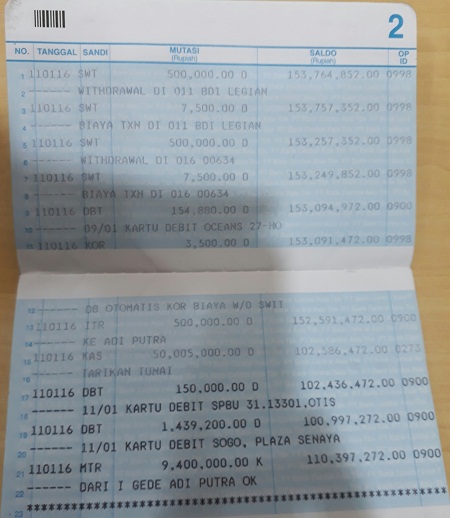 2
NO. TANGGAL SANDI MUTASI (Rupiah) SALDO (Rupiah) OP ID
1 110116 SWT 500,000.00 D 153,764,852.00 0998
2 ------ WITHDRAWAL DI 011 BDI LEGIAN
3 110116 SWT 7,500.00 D 153,757,352.00 0998
4 ------ BIAYA TXN DI 011 BDI LEGIAN
5 110116 SWT 500,000.00 D 153,257,352.00 0998
6 ------ WITHDRAWAL DI 016 00634
7 110116 SWT 7,500.00 D 153,249,852.00 0998
8 ------ BIAYA TXN DI 016 00634
9 110116 DBT 154,880.00 D 153,094,972.00 0900
10 ------ 09/01 KARTU DEBIT OCEANS 27-MO
11 110116 KOR 3,500.00 D 153,091,472.00 0998
12 ------ DB OTOMATIS KOR BIAYA W/D SWIT
13 110116 ITR 500,000.00 D 152,591,472.00 0900
14 ------ KE ADI PUTRA
15 110116 KAS 50,005,000.00 D 102,586,472.00 0273
16 ------ TARIKAN TUNAI
17 110116 DBT 150,000.00 D 102,436,472.00 0900
18 ------ 11/01 KARTU DEBIT SPBU 31.13301,OTIS
19 110116 DBT 1,439,200.00 D 100,997,272.00 0900
20 ------ 11/01 KARTU DEBIT SOGO, PLAZA SENAYA
21 110116 MTR 9,400,000.00 K 110,397,272.00 0900
22 ------ DARI I GEDE ADI PUTRA OK
23 ****************************************************